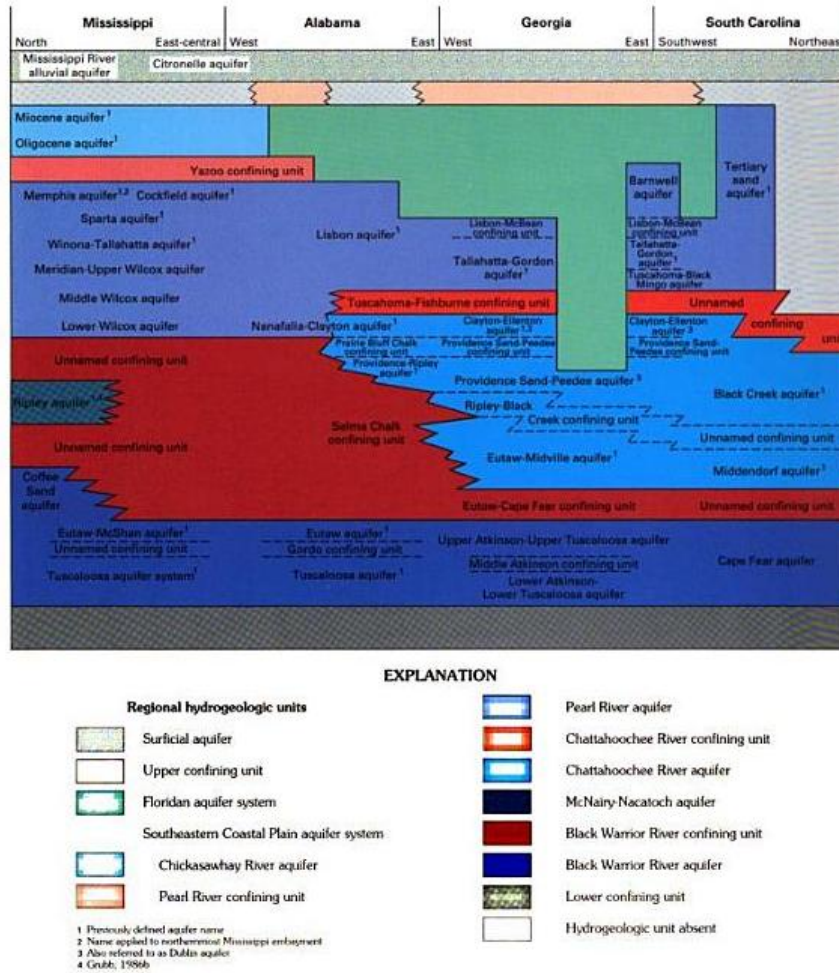 Mississippi Alabama Georgia South Carolina
North East-central West East West East Southwest Northeast
Mississippi River
alluvial aquifer
Citronelle aquifer
Miocene aquifer¹
Oligocene aquifer¹
Yazoo confining unit
Memphis aquifer¹,² Cockfield aquifer¹
Sparta aquifer¹
Winona-Tallahatta aquifer¹
Meridian-Upper Wilcox aquifer
Middle Wilcox aquifer
Lower Wilcox aquifer
Lisbon aquifer¹
Nanafalia-Clayton aquifer¹
Lisbon-McBean
confining unit
Tallahatta-Gordon
aquifer¹
Barnwell
aquifer
Lisbon-McBean
confining unit
Tallahatta-
Gordon
aquifer¹
Tuscahoma-Black
Mingo aquifer
Tertiary
sand
aquifer¹
Tuscahoma-Fishburne confining unit
Unnamed
confining
unit
Clayton-Ellenton
aquifer¹,³
Clayton-Ellenton
aquifer³
Prairie Bluff Chalk
confining unit
Providence Sand-Peedee
confining unit
Providence Sand-
Peedee confining unit
Providence-Ripley
aquifer¹
Providence Sand-Peedee aquifer³
Unnamed confining unit
Ripley aquifer¹,⁴
Unnamed confining unit
Selma Chalk
confining unit
Ripley-Black
Creek confining unit
Black Creek aquifer¹
Unnamed confining unit
Eutaw-Midville aquifer¹
Middendorf aquifer¹
Coffee
Sand
aquifer
Eutaw-Cape Fear confining unit
Unnamed confining unit
Eutaw-McShan aquifer¹
Unnamed confining unit
Tuscaloosa aquifer system¹
Eutaw aquifer¹
Gordo confining unit
Tuscaloosa aquifer¹
Upper Atkinson-Upper Tuscaloosa aquifer
Middle Atkinson confining unit
Lower Atkinson-
Lower Tuscaloosa aquifer
Cape Fear aquifer
EXPLANATION
Regional hydrogeologic units
Surficial aquifer
Upper confining unit
Floridan aquifer system
Southeastern Coastal Plain aquifer system
Chickasawhay River aquifer
Pearl River confining unit
Pearl River aquifer
Chattahoochee River confining unit
Chattahoochee River aquifer
McNairy-Nacatoch aquifer
Black Warrior River confining unit
Black Warrior River aquifer
Lower confining unit
Hydrogeologic unit absent
1 Previously defined aquifer name
2 Name applied to northernmost Mississippi embayment
3 Also referred to as Dublin aquifer
4 Grubb, 1986b